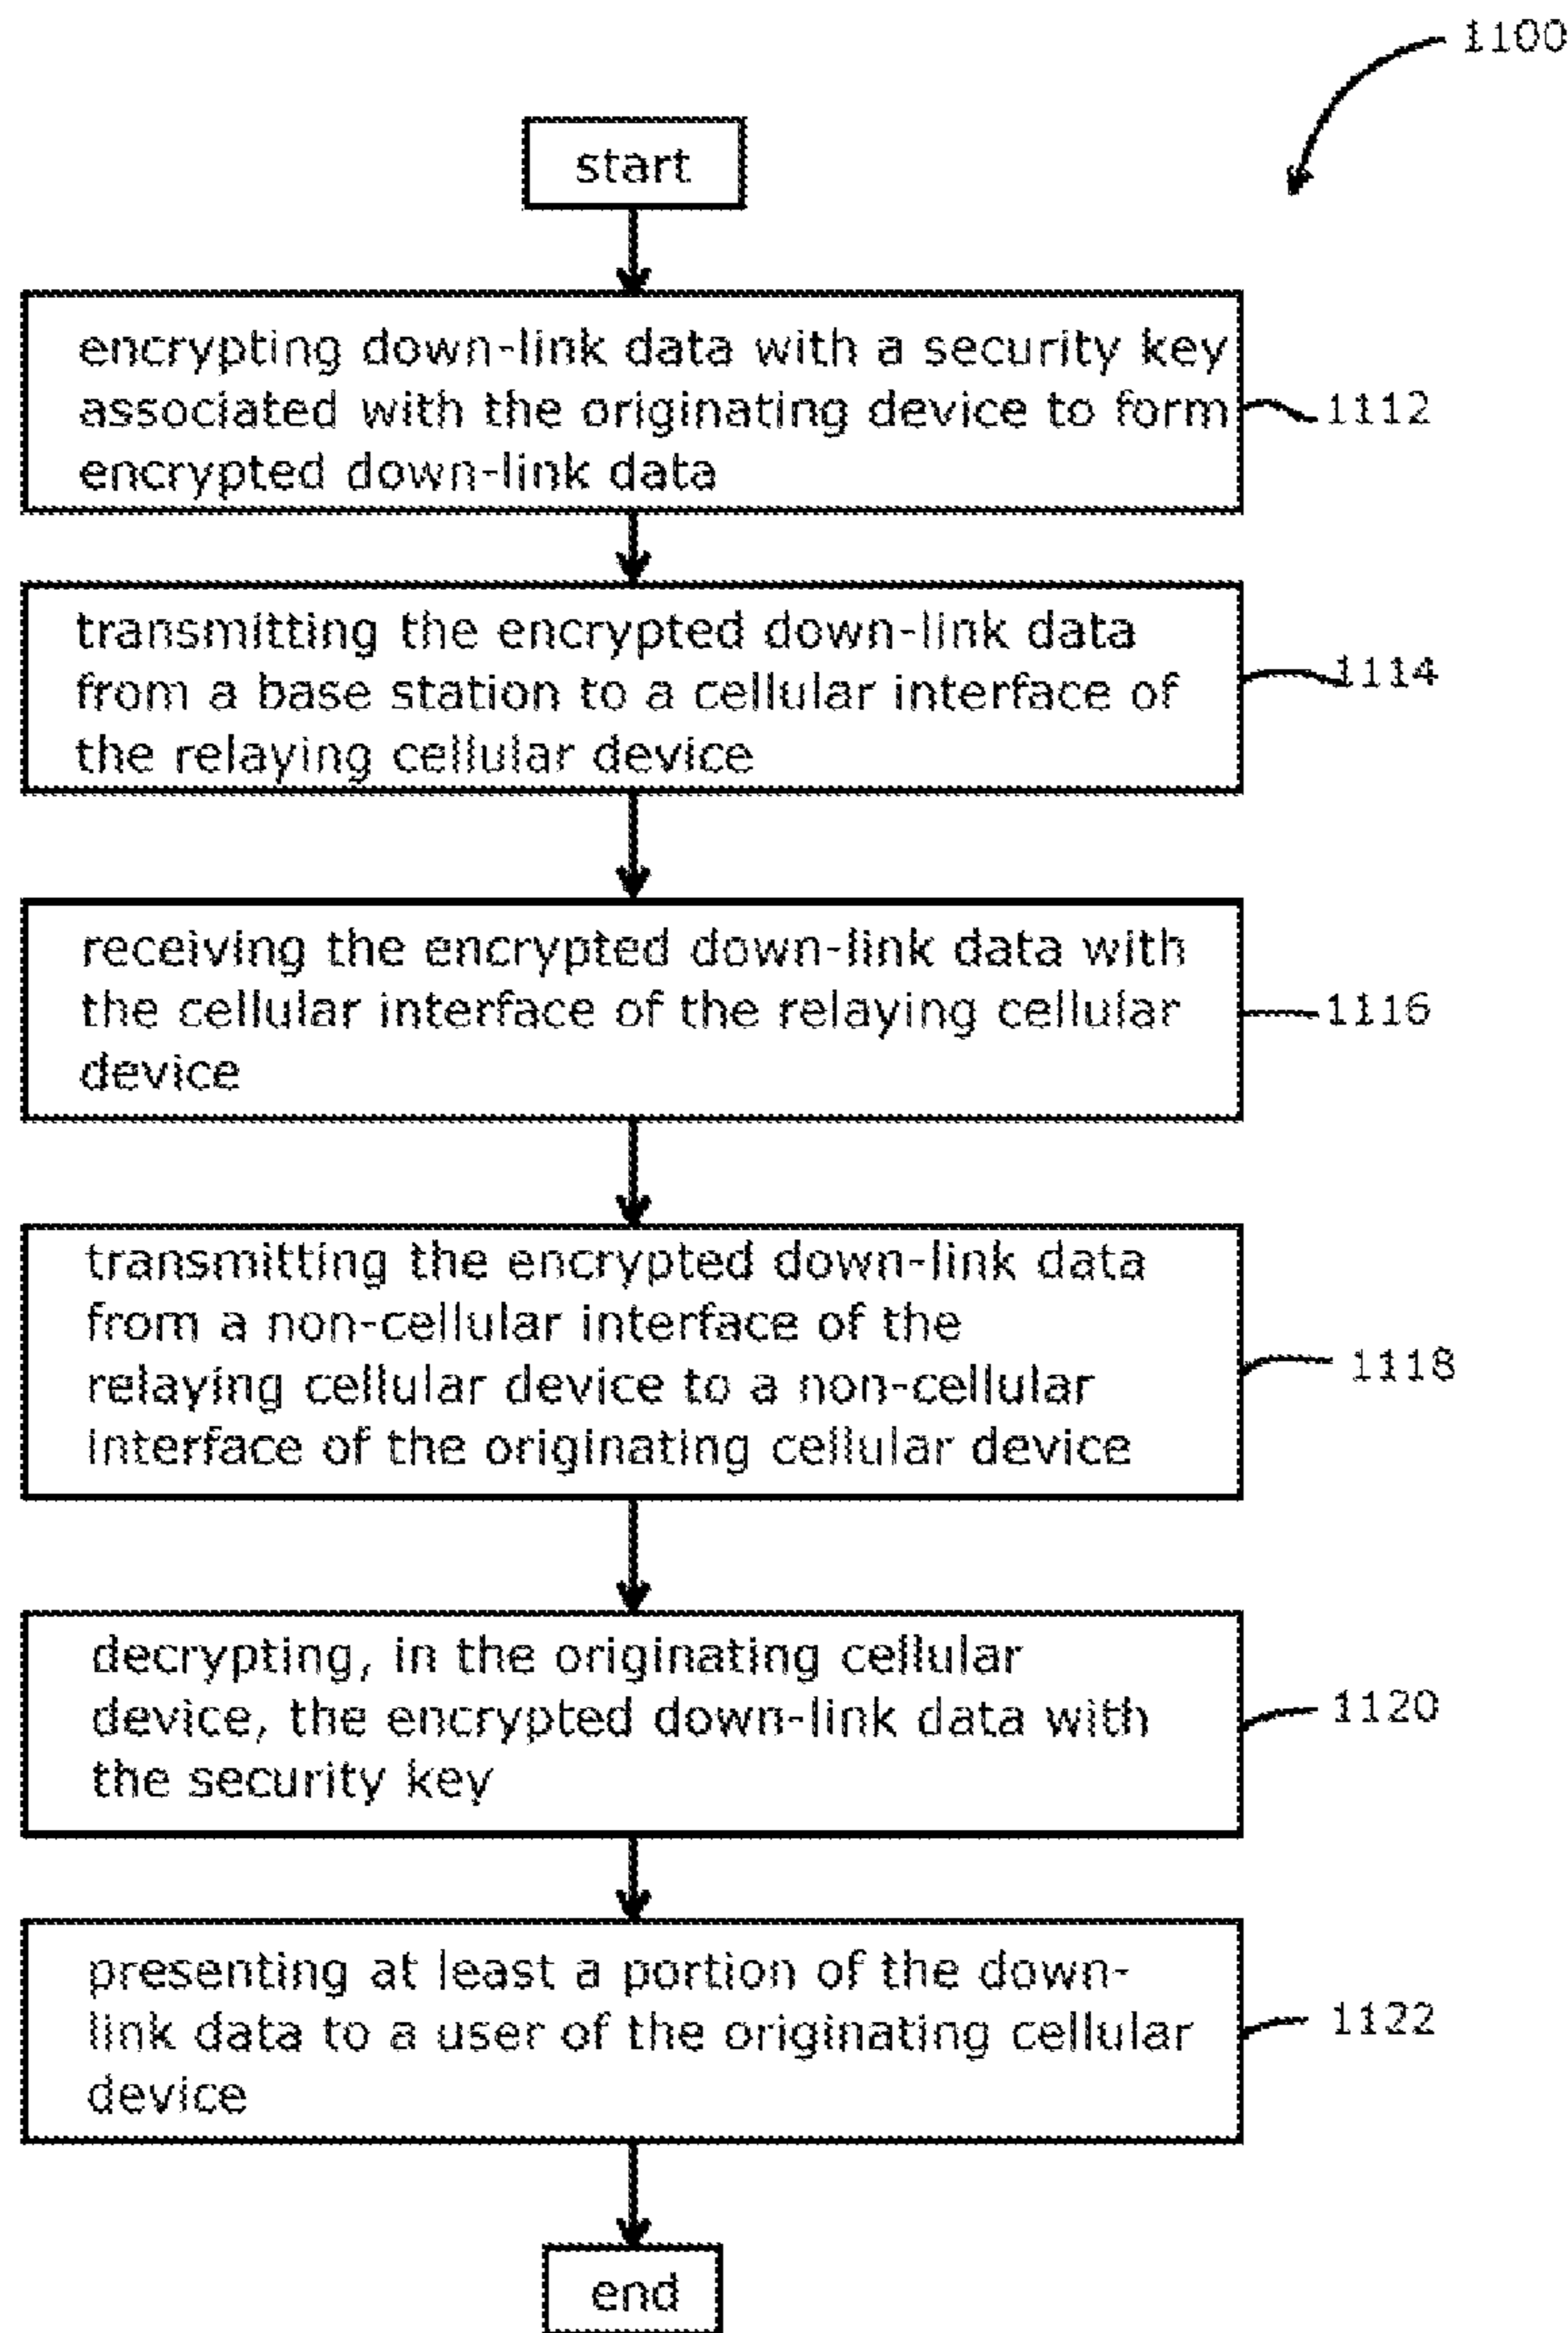 1100
start
encrypting down-link data with a security key
associated with the originating device to form
encrypted down-link data
1112
transmitting the encrypted down-link data
from a base station to a cellular interface of
the relaying cellular device
1114
receiving the encrypted down-link data with
the cellular interface of the relaying cellular
device
1116
transmitting the encrypted down-link data
from a non-cellular interface of the
relaying cellular device to a non-cellular
interface of the originating cellular device
1118
decrypting, in the originating cellular
device, the encrypted down-link data with
the security key
1120
presenting at least a portion of the down-
link data to a user of the originating cellular
device
1122
end